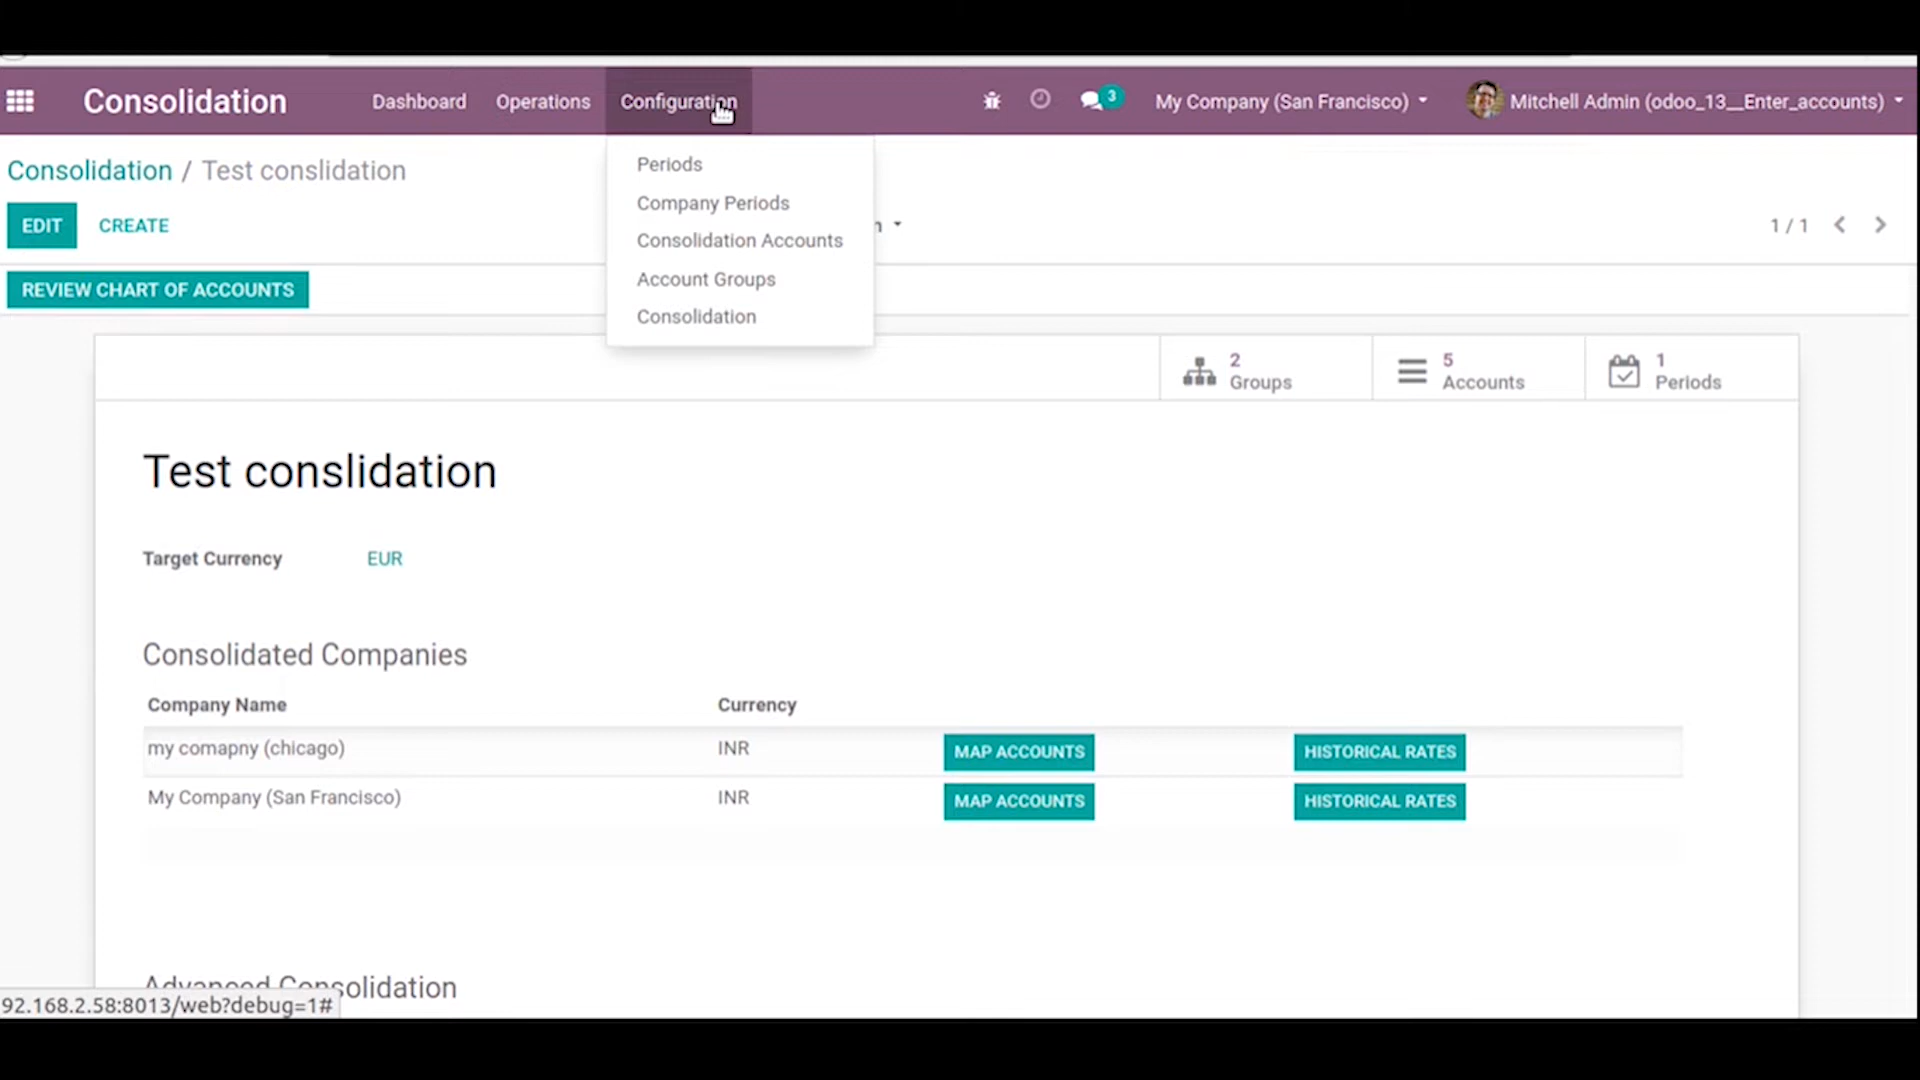 Consolidation Dashboard Operations Configuration 3 My Company (San Francisco) Mitchell Admin (odoo_13__Enter_accounts)
Consolidation / Test conslidation
Periods
Company Periods
Consolidation Accounts
Account Groups
Consolidation
EDIT CREATE n 1 / 1
REVIEW CHART OF ACCOUNTS
2 Groups
5 Accounts
1 Periods
Test conslidation
Target Currency EUR
Consolidated Companies
Company Name Currency
my comapny (chicago) INR MAP ACCOUNTS HISTORICAL RATES
My Company (San Francisco) INR MAP ACCOUNTS HISTORICAL RATES
Advanced Consolidation
92.168.2.58:8013/web?debug=1#